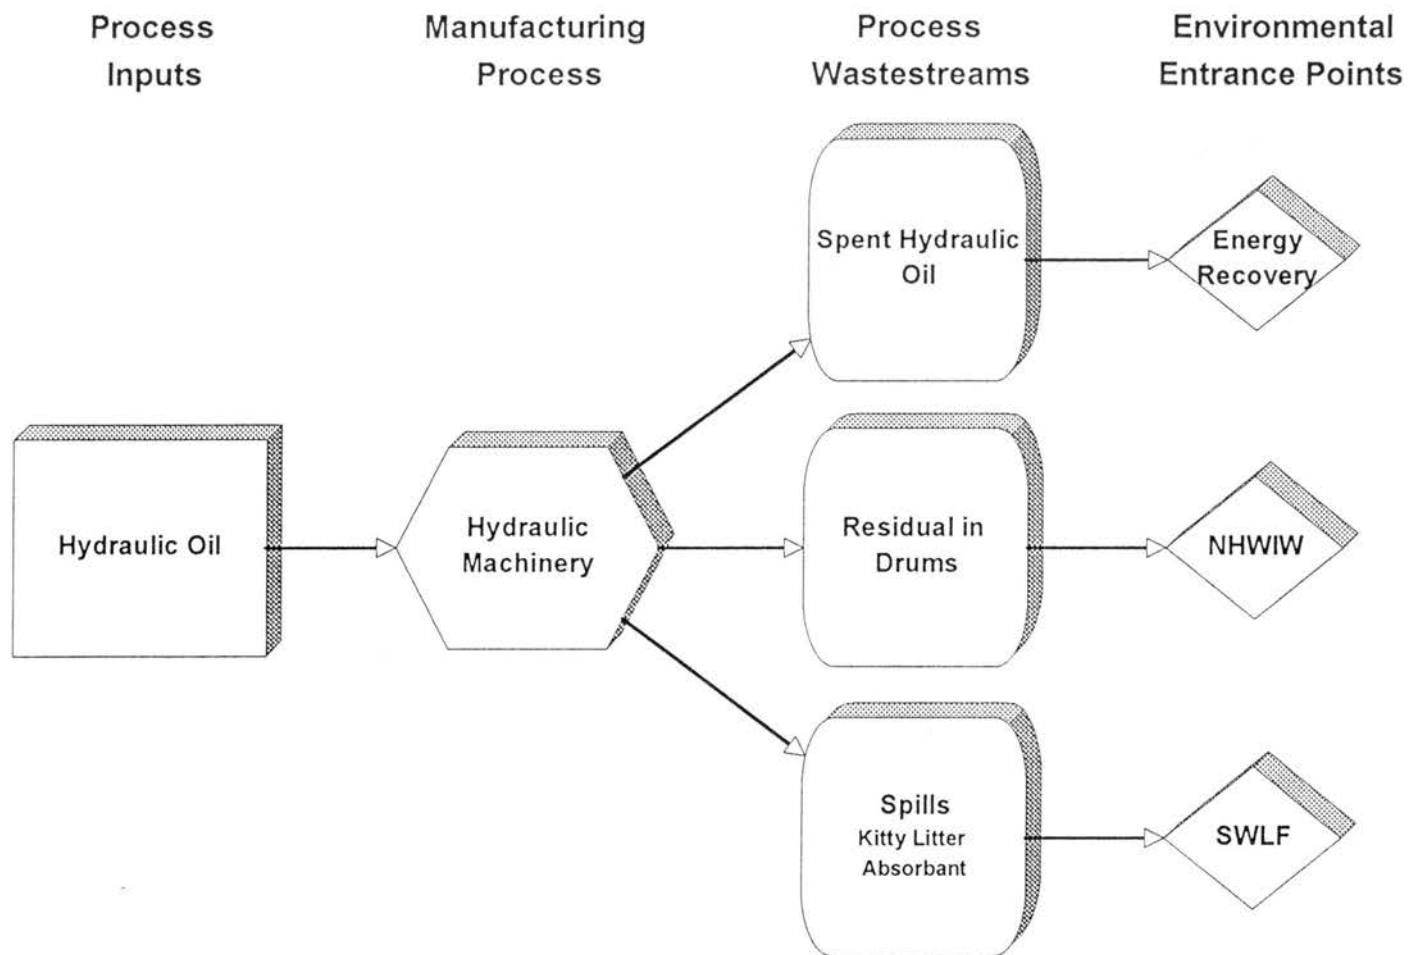 Process
Inputs
Manufacturing
Process
Process
Wastestreams
Environmental
Entrance Points
Spent Hydraulic
Oil
Energy
Recovery
Hydraulic Oil
Hydraulic
Machinery
Residual in
Drums
NHWIW
Spills
Kitty Litter
Absorbant
SWLF